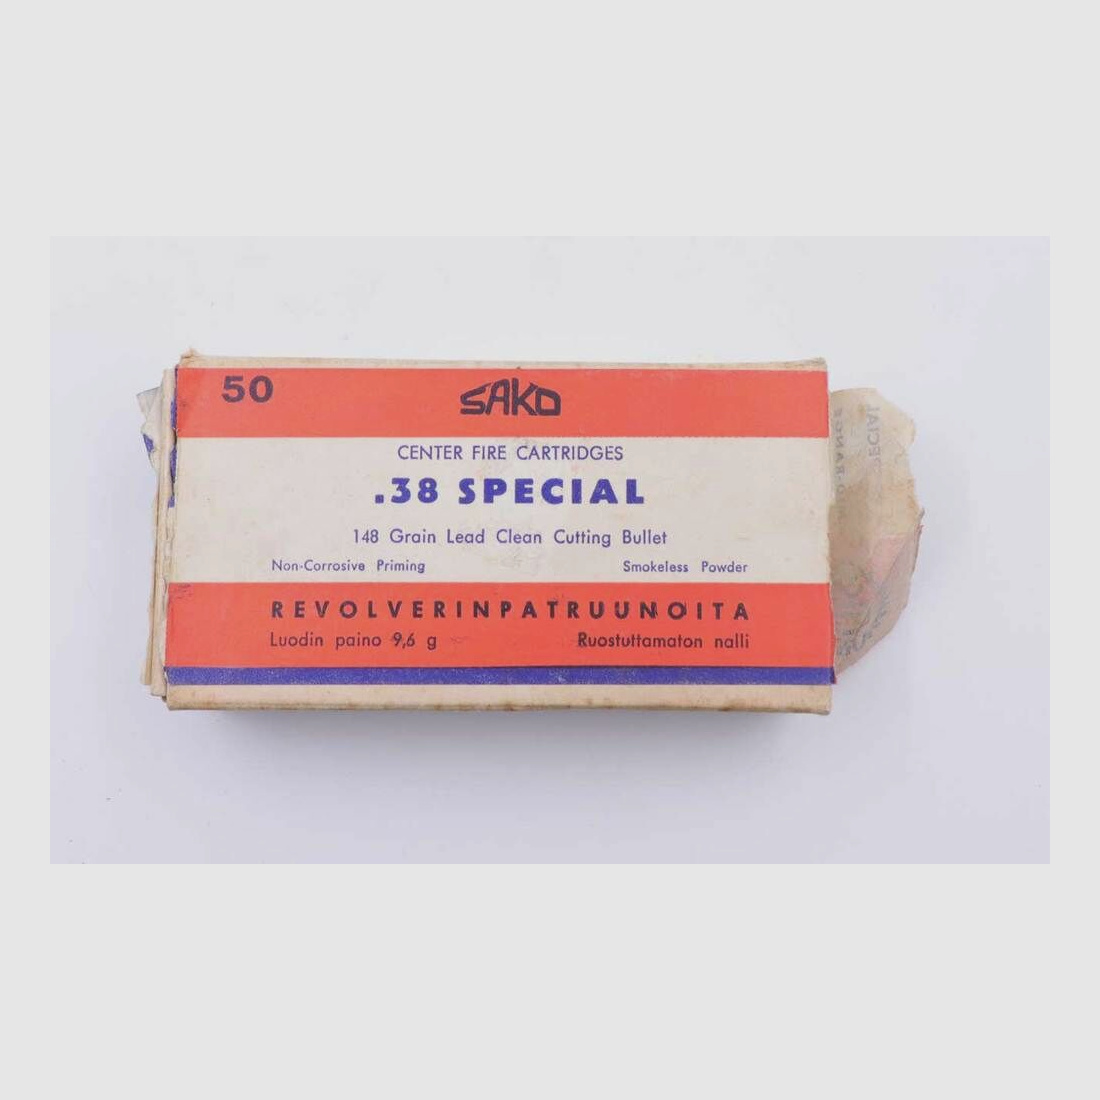 50 SAKO
CENTER FIRE CARTRIDGES
.38 SPECIAL
148 Grain Lead Clean Cutting Bullet
Non-Corrosive Priming Smokeless Powder
REVOLVERINPATRUUNOITA
Luodin paino 9,6 g Ruostuttamaton nalli
SPECIAL